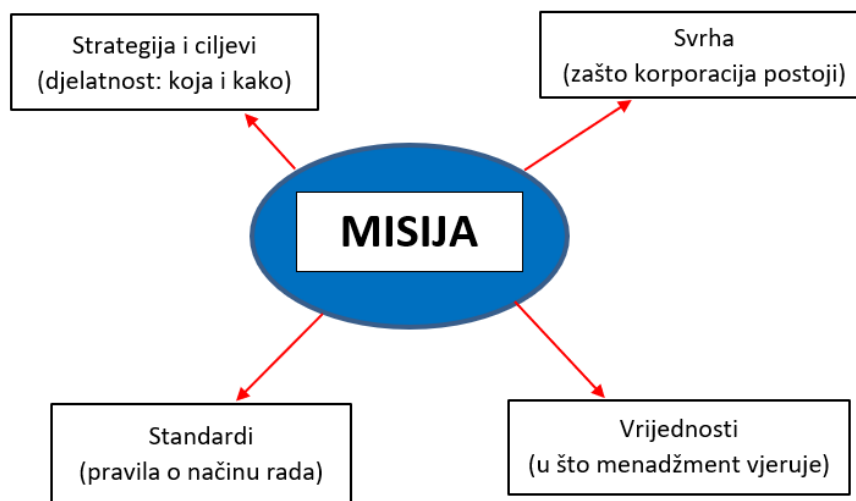 Strategija i ciljevi
(djelatnost: koja i kako)
Svrha
(zašto korporacija postoji)
MISIJA
Standardi
(pravila o načinu rada)
Vrijednosti
(u što menadžment vjeruje)